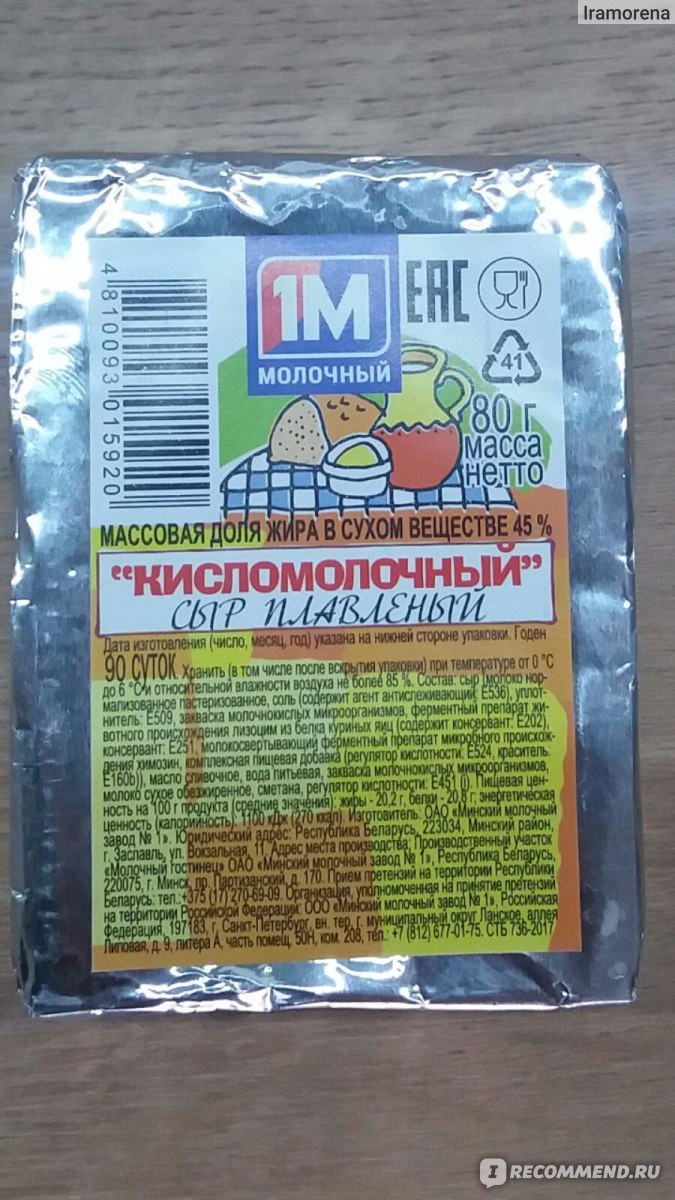 Iramorena
1М
МОЛОЧНЫЙ
EAC
41
4 810093 015920
80 г
масса
нетто
МАССОВАЯ ДОЛЯ ЖИРА В СУХОМ ВЕЩЕСТВЕ 45 %
“КИСЛОМОЛОЧНЫЙ”
СЫР ПЛАВЛЕНЫЙ
Дата изготовления (число, месяц, год) указана на нижней стороне упаковки. Годен
90 СУТОК. Хранить (в том числе после вскрытия упаковки) при температуре от 0 °С
до 6 °С и относительной влажности воздуха не более 85 %. Состав: сыр (молоко нор-
мализованное пастеризованное, соль (содержит агент антислеживающий: Е536), уплот-
нитель: Е509, закваска молочнокислых микроорганизмов, ферментный препарат жи-
вотного происхождения лизоцим из белка куриных яиц (содержит консервант: Е202),
консервант: Е251, молокосвертывающий ферментный препарат микробного происхож-
дения химозин, комплексная пищевая добавка (регулятор кислотности: Е524, краситель:
Е160b)), масло сливочное, вода питьевая, закваска молочнокислых микроорганизмов,
молоко сухое обезжиренное, сметана, регулятор кислотности: Е451 (i). Пищевая цен-
ность на 100 г продукта (средние значения): жиры - 20,2 г, белки - 20,8 г, энергетическая
ценность (калорийность): 1100 кДж (270 ккал). Изготовитель: ОАО «Минский молочный
завод № 1». Юридический адрес: Республика Беларусь, 223034, Минский район,
г. Заславль, ул. Вокзальная, 11. Адрес места производства: Производственный участок
«Молочный Гостинец» ОАО «Минский молочный завод № 1», Республика Беларусь,
220075, г. Минск, пр. Партизанский, д. 170. Прием претензий на территории Республики
Беларусь: тел.:+375 (17) 270-69-09. Организация, уполномоченная на принятие претензий
на территории Российской Федерации: ООО «Минский молочный завод № 1», Российская
Федерация, 197183, г. Санкт-Петербург, вн. тер. г. муниципальный округ Ланское, аллея
Липовая, д. 9, литера А, часть помещ. 50Н, ком. 208, тел.: +7 (812) 677-01-75. СТБ 736-2017
IRECOMMEND.RU